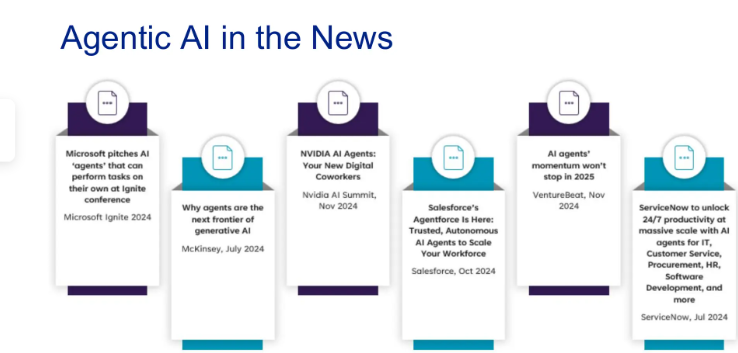 Agentic AI in the News
Microsoft pitches AI
‘agents’ that can
perform tasks on
their own at Ignite
conference
Microsoft Ignite 2024
Why agents are the
next frontier of
generative AI
McKinsey, July 2024
NVIDIA AI Agents:
Your New Digital
Coworkers
Nvidia AI Summit,
Nov 2024
Salesforce’s
Agentforce Is Here:
Trusted, Autonomous
AI Agents to Scale
Your Workforce
Salesforce, Oct 2024
AI agents’
momentum won’t
stop in 2025
VentureBeat, Nov
2024
ServiceNow to unlock
24/7 productivity at
massive scale with AI
agents for IT,
Customer Service,
Procurement, HR,
Software
Development, and
more
ServiceNow, Jul 2024